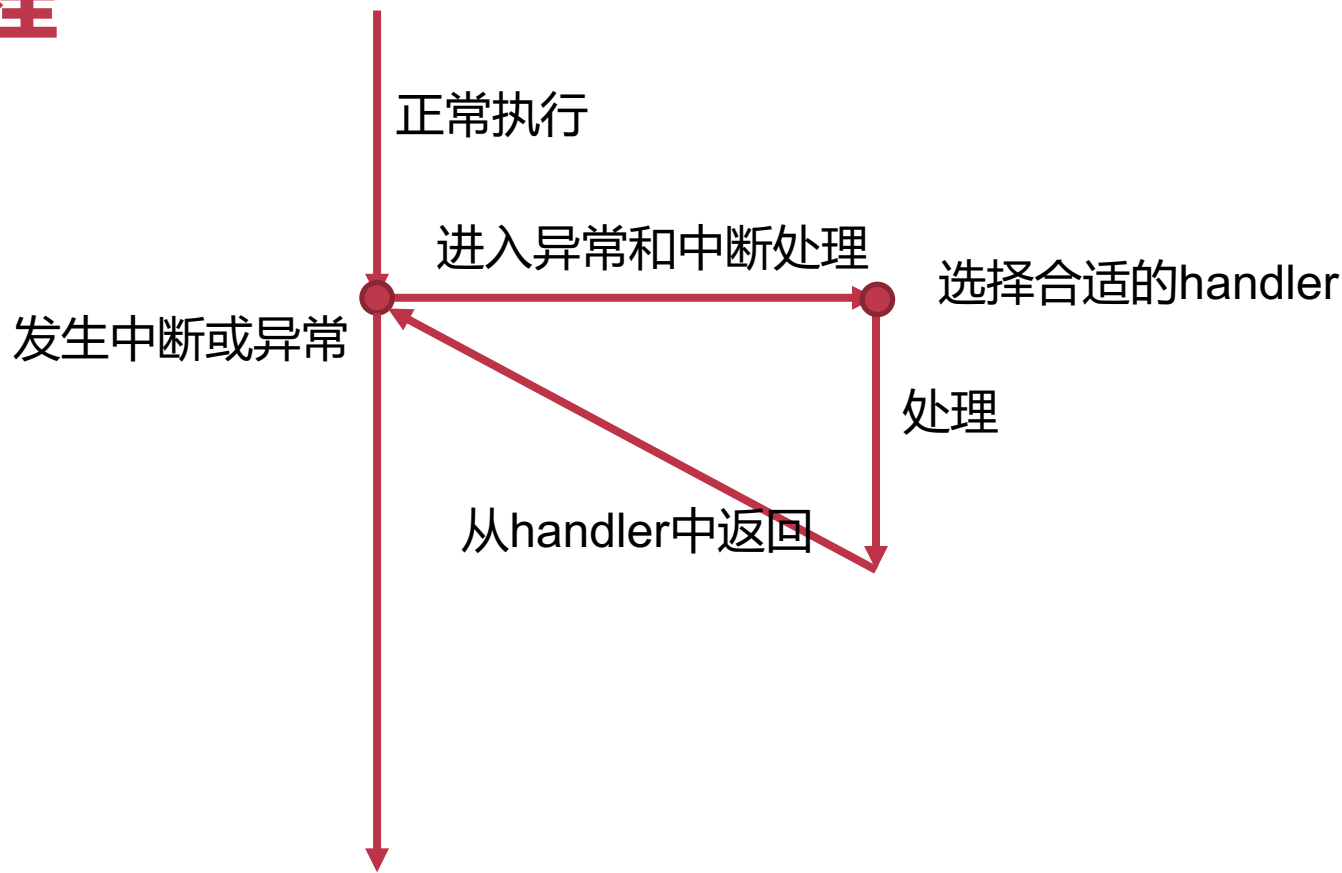 正常执行
进入异常和中断处理
选择合适的handler
发生中断或异常
处理
从handler中返回